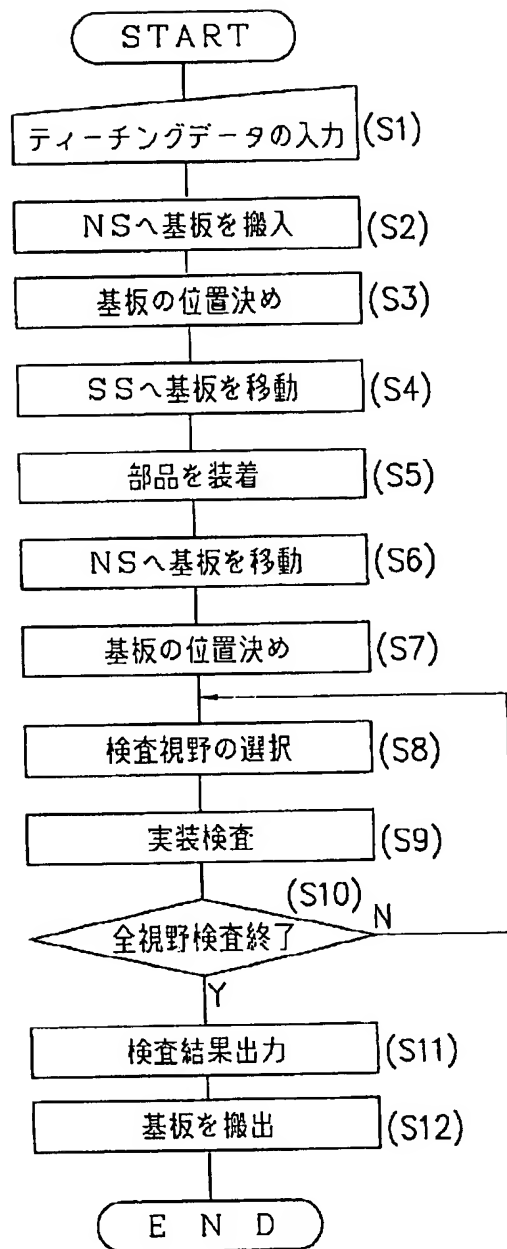 START
ティーチングデータの入力 (S1)
NSへ基板を搬入 (S2)
基板の位置決め (S3)
SSへ基板を移動 (S4)
部品を装着 (S5)
NSへ基板を移動 (S6)
基板の位置決め (S7)
検査視野の選択 (S8)
実装検査 (S9)
(S10)
全視野検査終了 N
Y
検査結果出力 (S11)
基板を搬出 (S12)
END